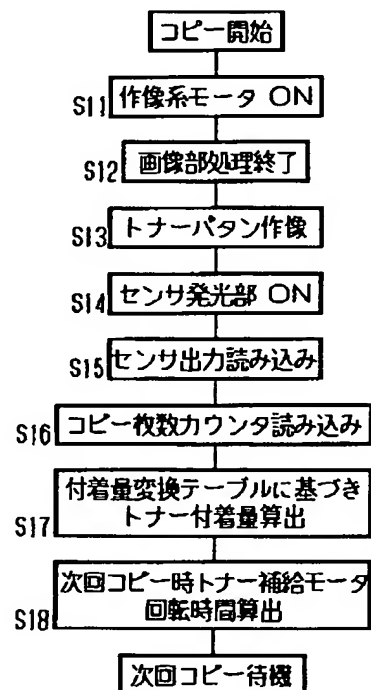 コピー開始
S11 作像系モータ ON
S12 画像部処理終了
S13 トナーパタン作像
S14 センサ発光部 ON
S15 センサ出力読み込み
S16 コピー枚数カウンタ読み込み
付着量変換テーブルに基づき
S17 トナー付着量算出
次回コピー時トナー補給モータ
S18 回転時間算出
次回コピー待機